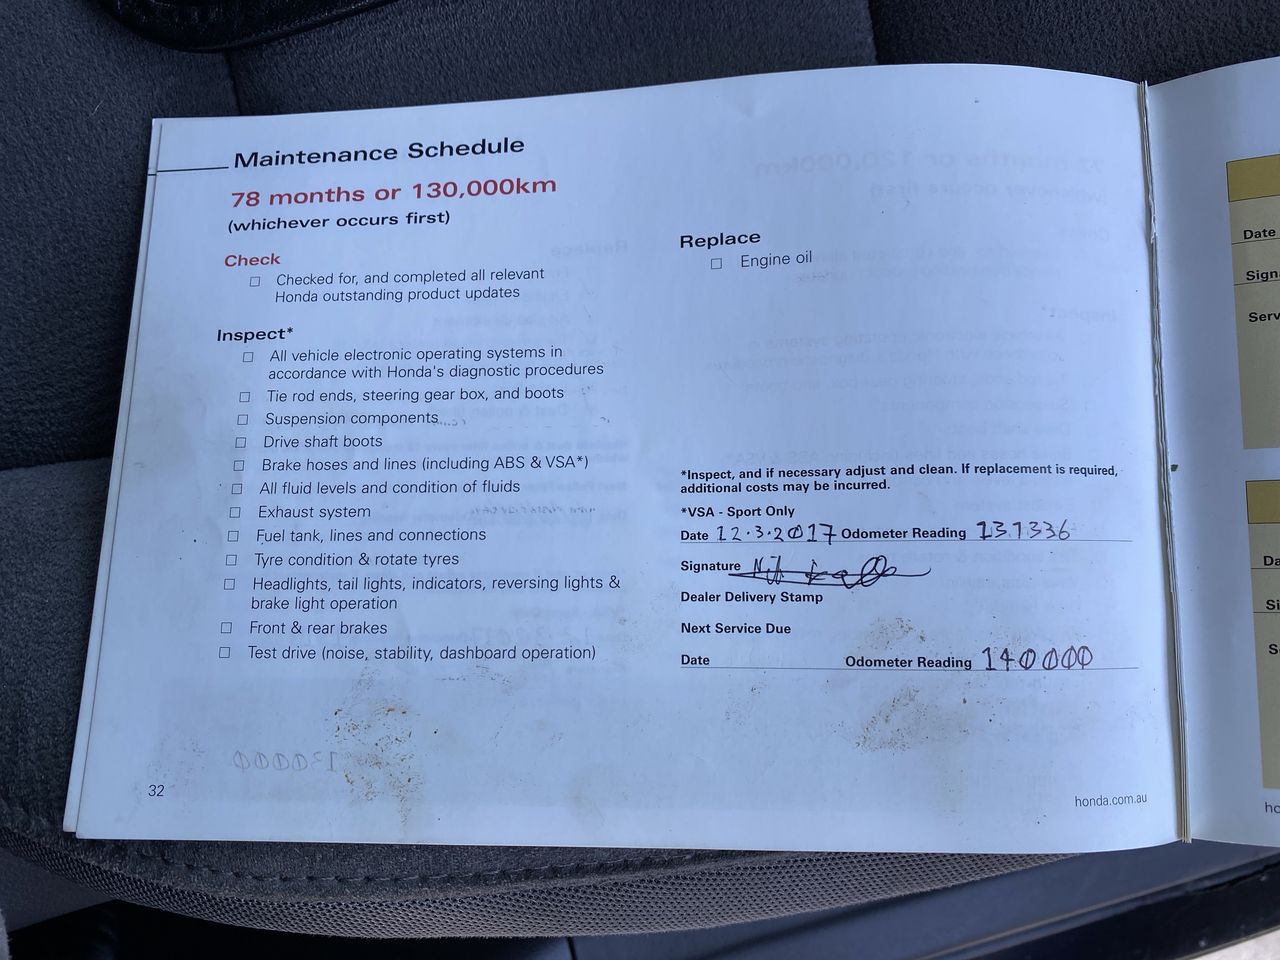 Maintenance Schedule
78 months or 130,000km
(whichever occurs first)
Check
☐ Checked for, and completed all relevant
Honda outstanding product updates
Inspect*
☐ All vehicle electronic operating systems in
accordance with Honda's diagnostic procedures
☐ Tie rod ends, steering gear box, and boots
☐ Suspension components
☐ Drive shaft boots
☐ Brake hoses and lines (including ABS & VSA*)
☐ All fluid levels and condition of fluids
☐ Exhaust system
☐ Fuel tank, lines and connections
☐ Tyre condition & rotate tyres
☐ Headlights, tail lights, indicators, reversing lights &
brake light operation
☐ Front & rear brakes
☐ Test drive (noise, stability, dashboard operation)
32
Replace
☐ Engine oil
*Inspect, and if necessary adjust and clean. If replacement is required,
additional costs may be incurred.
*VSA - Sport Only
Date 12.3.2017 Odometer Reading 131336
Signature
Dealer Delivery Stamp
Next Service Due
Date Odometer Reading 140000
honda.com.au
Date